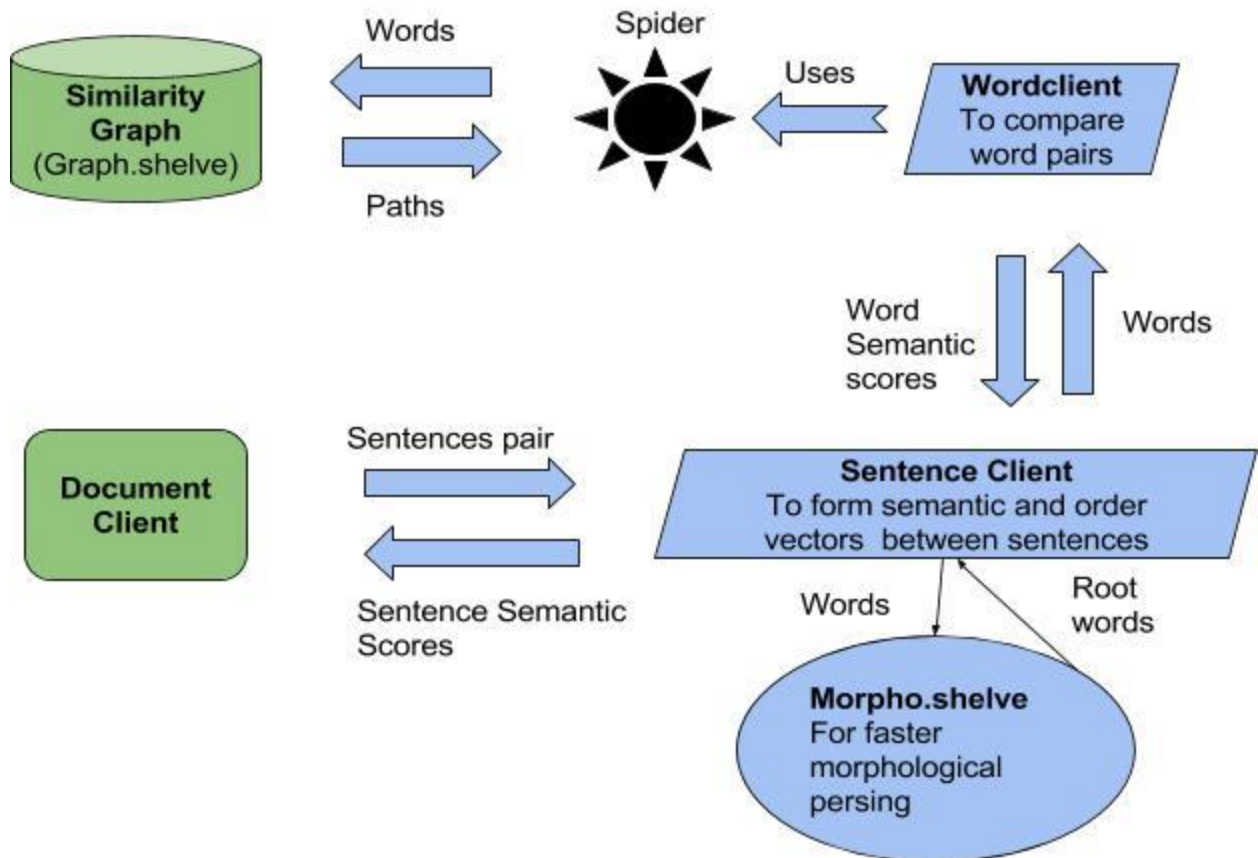 Words
Spider
Uses
Similarity
Graph
(Graph.shelve)
Wordclient
To compare
word pairs
Paths
Word
Semantic
scores
Words
Document
Client
Sentences pair
Sentence Semantic
Scores
Sentence Client
To form semantic and order
vectors between sentences
Words
Root
words
Morpho.shelve
For faster
morphological
persing